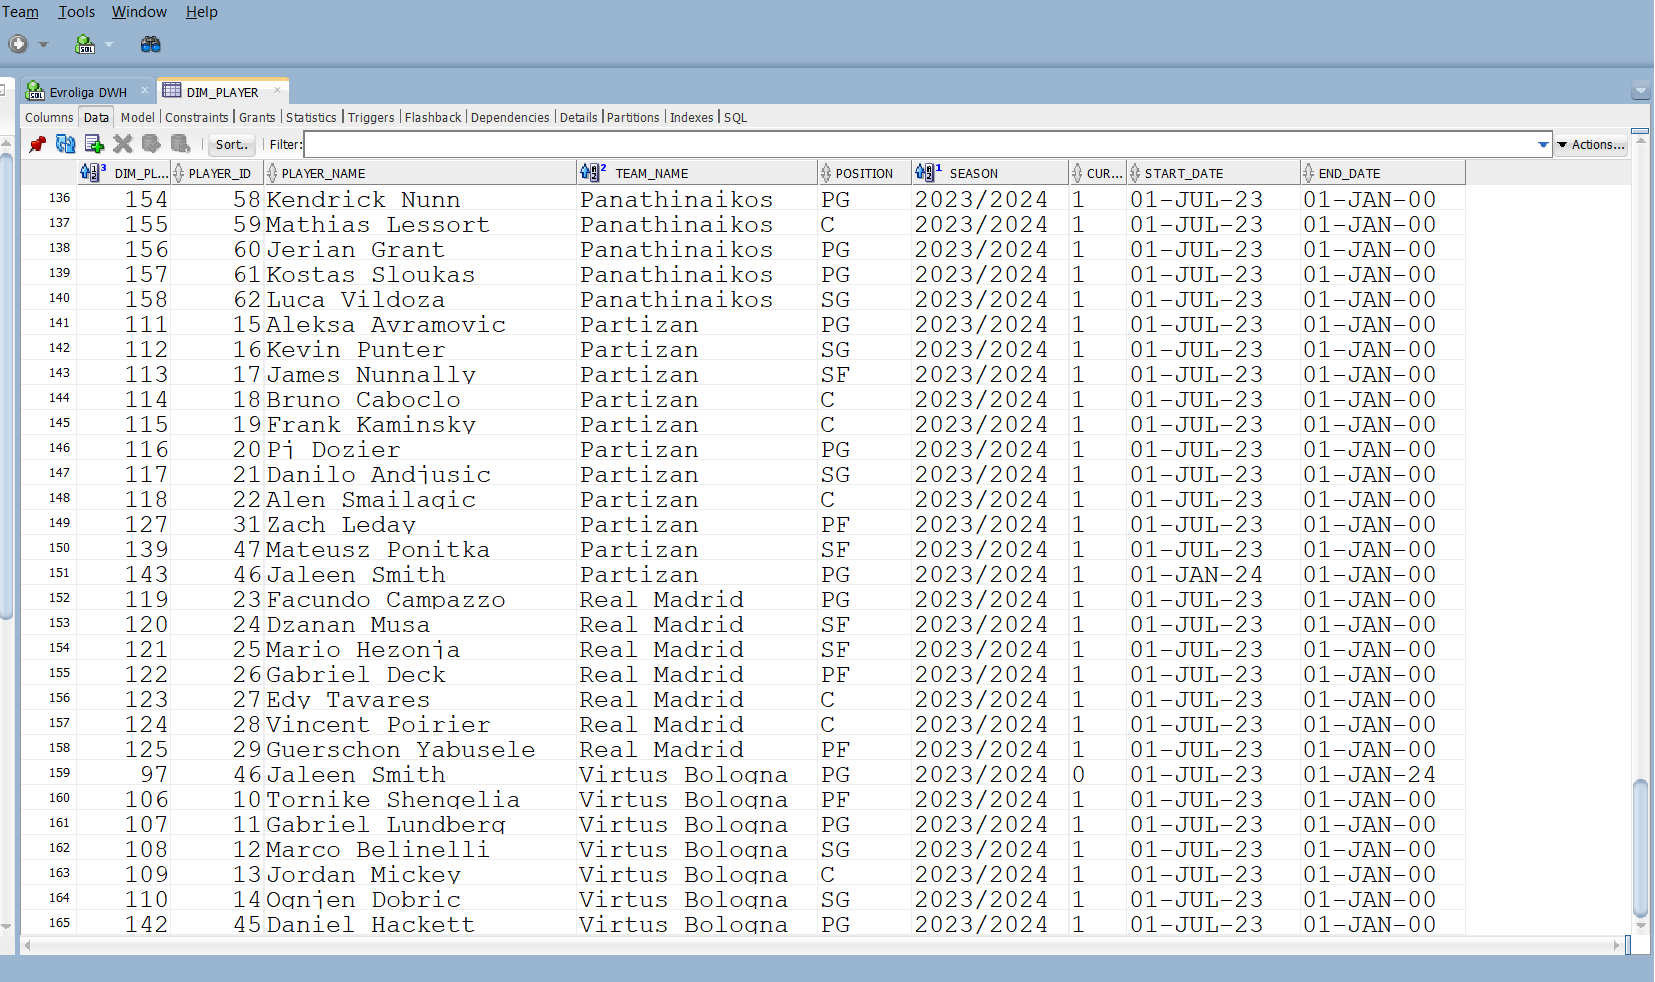 Team Tools Window Help
Evroliga DWH DIM_PLAYER
Columns Data Model Constraints Grants Statistics Triggers Flashback Dependencies Details Partitions Indexes SQL
Sort.. Filter: Actions...
DIM_PL... PLAYER_ID PLAYER_NAME TEAM_NAME POSITION SEASON CUR... START_DATE END_DATE
136 154 58 Kendrick Nunn Panathinaikos PG 2023/2024 1 01-JUL-23 01-JAN-00
137 155 59 Mathias Lessort Panathinaikos C 2023/2024 1 01-JUL-23 01-JAN-00
138 156 60 Jerian Grant Panathinaikos PG 2023/2024 1 01-JUL-23 01-JAN-00
139 157 61 Kostas Sloukas Panathinaikos PG 2023/2024 1 01-JUL-23 01-JAN-00
140 158 62 Luca Vildoza Panathinaikos SG 2023/2024 1 01-JUL-23 01-JAN-00
141 111 15 Aleksa Avramovic Partizan PG 2023/2024 1 01-JUL-23 01-JAN-00
142 112 16 Kevin Punter Partizan SG 2023/2024 1 01-JUL-23 01-JAN-00
143 113 17 James Nunnally Partizan SF 2023/2024 1 01-JUL-23 01-JAN-00
144 114 18 Bruno Caboclo Partizan C 2023/2024 1 01-JUL-23 01-JAN-00
145 115 19 Frank Kaminsky Partizan C 2023/2024 1 01-JUL-23 01-JAN-00
146 116 20 Pj Dozier Partizan PG 2023/2024 1 01-JUL-23 01-JAN-00
147 117 21 Danilo Andjusic Partizan SG 2023/2024 1 01-JUL-23 01-JAN-00
148 118 22 Alen Smailagic Partizan C 2023/2024 1 01-JUL-23 01-JAN-00
149 127 31 Zach Leday Partizan PF 2023/2024 1 01-JUL-23 01-JAN-00
150 139 47 Mateusz Ponitka Partizan SF 2023/2024 1 01-JUL-23 01-JAN-00
151 143 46 Jaleen Smith Partizan PG 2023/2024 1 01-JAN-24 01-JAN-00
152 119 23 Facundo Campazzo Real Madrid PG 2023/2024 1 01-JUL-23 01-JAN-00
153 120 24 Dzanan Musa Real Madrid SF 2023/2024 1 01-JUL-23 01-JAN-00
154 121 25 Mario Hezonja Real Madrid SF 2023/2024 1 01-JUL-23 01-JAN-00
155 122 26 Gabriel Deck Real Madrid PF 2023/2024 1 01-JUL-23 01-JAN-00
156 123 27 Edy Tavares Real Madrid C 2023/2024 1 01-JUL-23 01-JAN-00
157 124 28 Vincent Poirier Real Madrid C 2023/2024 1 01-JUL-23 01-JAN-00
158 125 29 Guerschon Yabusele Real Madrid PF 2023/2024 1 01-JUL-23 01-JAN-00
159 97 46 Jaleen Smith Virtus Bologna PG 2023/2024 0 01-JUL-23 01-JAN-24
160 106 10 Tornike Shengelia Virtus Bologna PF 2023/2024 1 01-JUL-23 01-JAN-00
161 107 11 Gabriel Lundberg Virtus Bologna PG 2023/2024 1 01-JUL-23 01-JAN-00
162 108 12 Marco Belinelli Virtus Bologna SG 2023/2024 1 01-JUL-23 01-JAN-00
163 109 13 Jordan Mickey Virtus Bologna C 2023/2024 1 01-JUL-23 01-JAN-00
164 110 14 Ognjen Dobric Virtus Bologna SG 2023/2024 1 01-JUL-23 01-JAN-00
165 142 45 Daniel Hackett Virtus Bologna PG 2023/2024 1 01-JUL-23 01-JAN-00